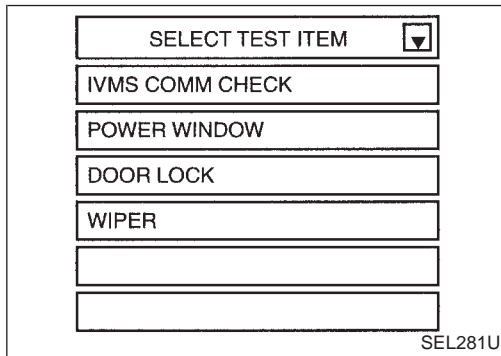 SELECT TEST ITEM
IVMS COMM CHECK
POWER WINDOW
DOOR LOCK
WIPER
SEL281U